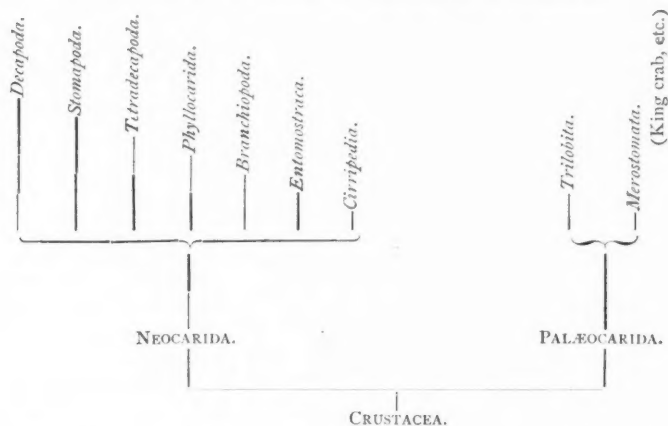 Decapoda.
Stomapoda.
Tetradecapoda.
Phyllocarida.
Branchiopoda.
Entomostraca.
Cirripedia.
Trilobita.
Merostomata.
(King crab, etc.)
NEOCARIDA.
PALÆOCARIDA.
CRUSTACEA.